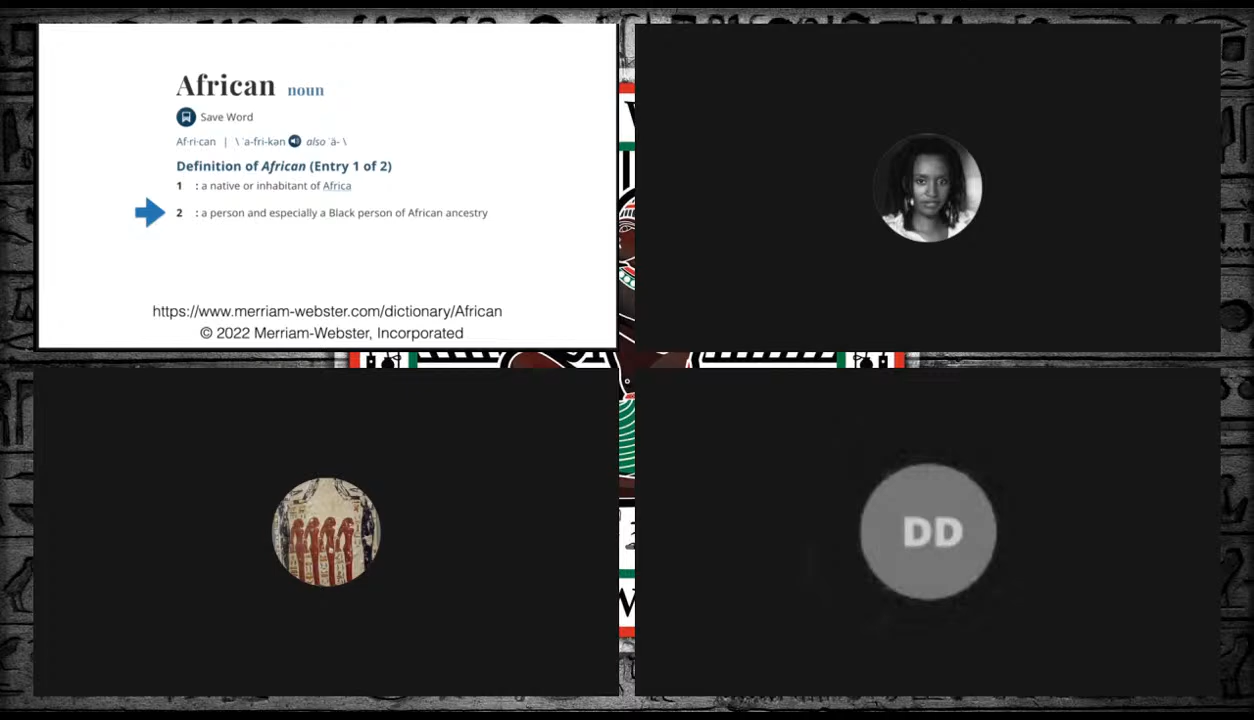 African noun
Save Word
Af·ri·can | \ ˈa-fri-kən also ˈä- \
Definition of African (Entry 1 of 2)
1 : a native or inhabitant of Africa
2 : a person and especially a Black person of African ancestry
https://www.merriam-webster.com/dictionary/African
© 2022 Merriam-Webster, Incorporated
DD